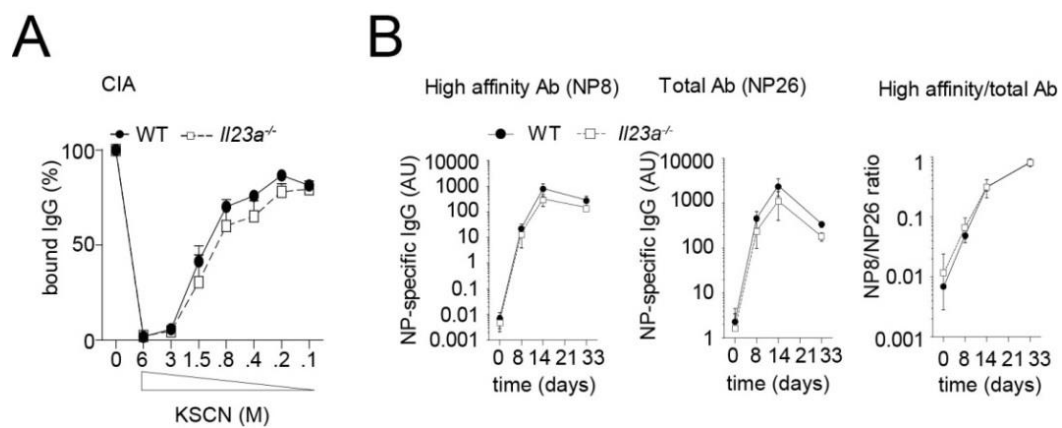 A
CIA
WT Il23a-/-
100
50
0
bound IgG (%)
0 6 3 1.5 .8 .4 .2 .1
KSCN (M)
B
High affinity Ab (NP8)
Total Ab (NP26)
High affinity/total Ab
WT Il23a-/-
10000
1000
100
10
1
0.1
0.01
0.001
NP-specific IgG (AU)
0 8 14 21 33
time (days)
10000
1000
100
10
1
NP-specific IgG (AU)
0 8 14 21 33
time (days)
1
0.1
0.01
0.001
NP8/NP26 ratio
0 8 14 21 33
time (days)